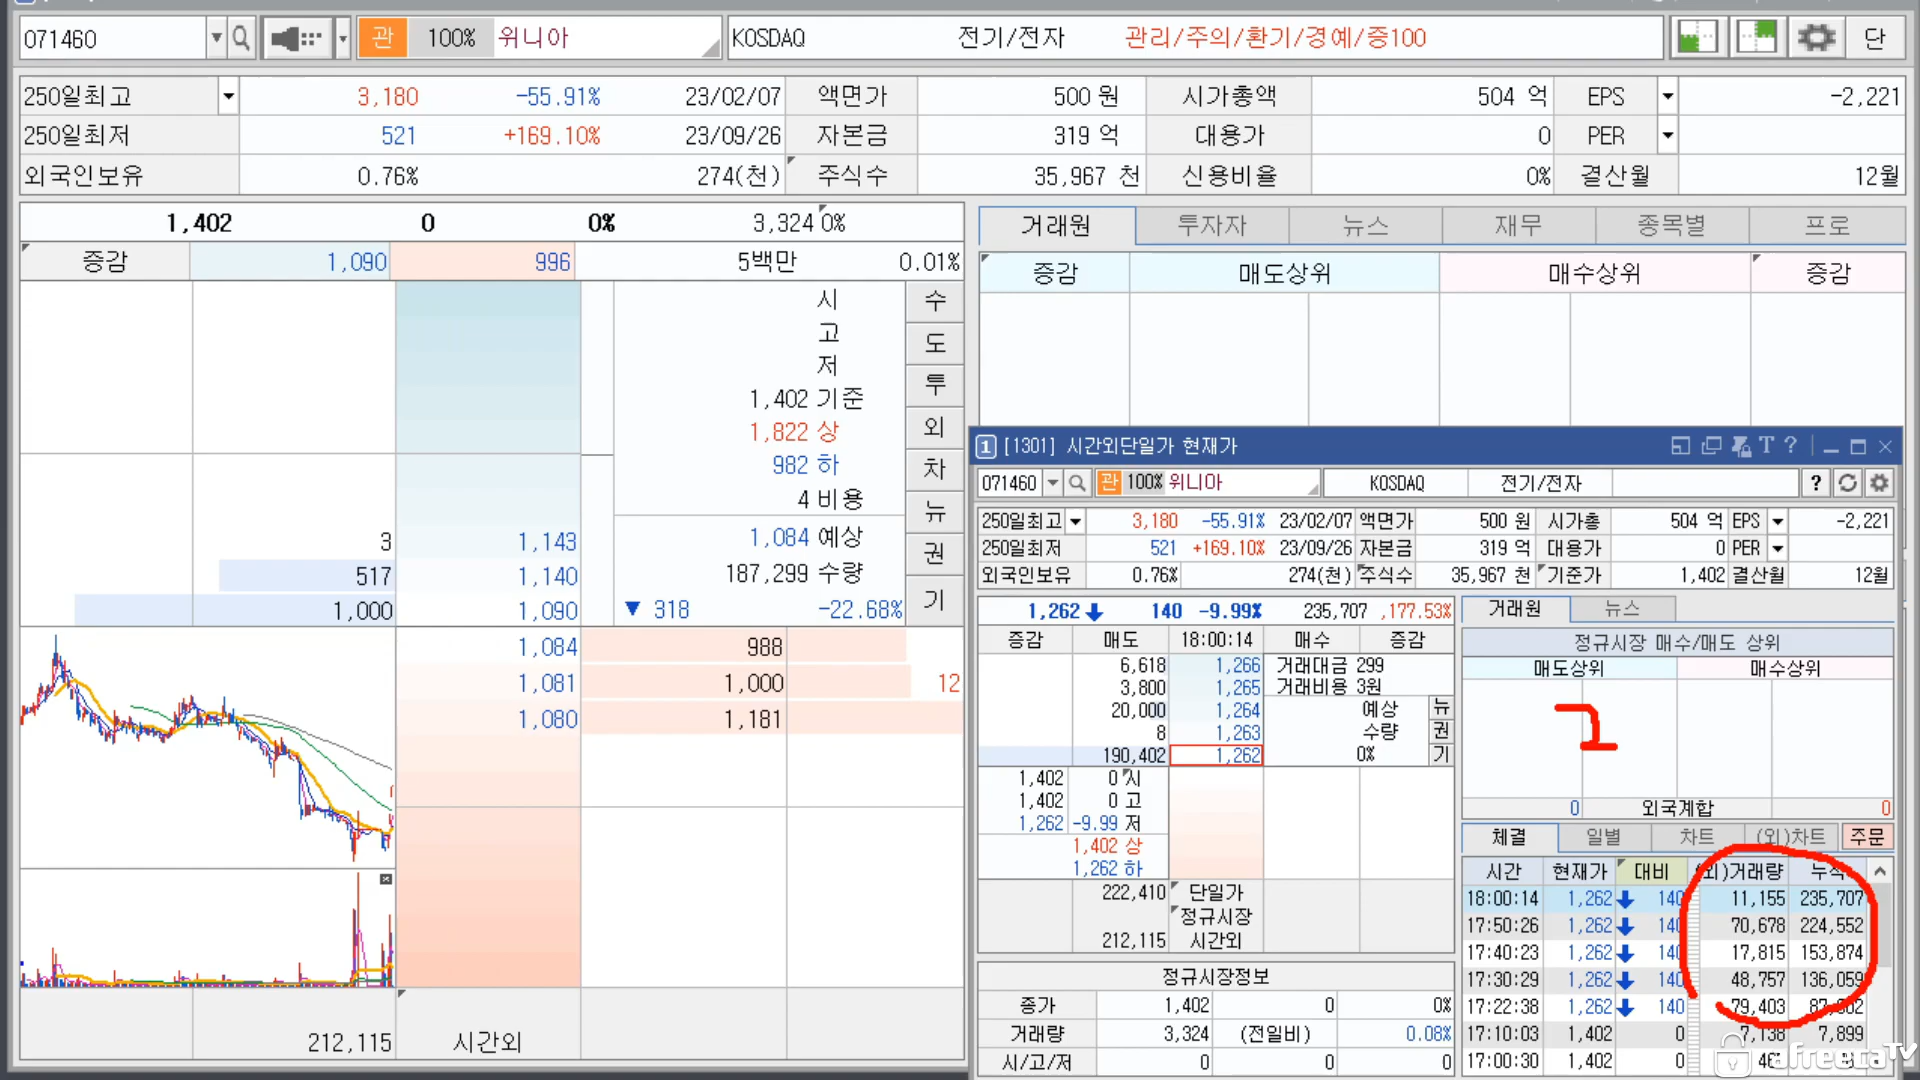 071460 관 100% 위니아 KOSDAQ 전기/전자 관리/주의/환기/경예/증100 단
250일최고 3,180 -55.91% 23/02/07 액면가 500 원 시가총액 504 억 EPS -2,221
250일최저 521 +169.10% 23/09/26 자본금 319 억 대용가 0 PER
외국인보유 0.76% 274(천) 주식수 35,967 천 신용비율 0% 결산월 12월
1,402 0 0% 3,324 0%
증감 1,090 996 5백만 0.01%
시
고
저
1,402 기준
1,822 상
982 하
4 비용
3 1,143 1,084 예상
517 1,140 187,299 수량
1,000 1,090 ▼ 318 -22.68%
1,084 988
1,081 1,000 12
1,080 1,181
212,115 시간외
수
도
투
외
차
뉴
권
기
거래원 투자자 뉴스 재무 종목별 프로
증감 매도상위 매수상위 증감
1 [1301] 시간외단일가 현재가 T ?
071460 관 100% 위니아 KOSDAQ 전기/전자 ?
250일최고 3,180 -55.91% 23/02/07 액면가 500 원 시가총 504 억 EPS -2,221
250일최저 521 +169.10% 23/09/26 자본금 319 억 대용가 0 PER
외국인보유 0.76% 274(천) 주식수 35,967 천 기준가 1,402 결산월 12월
1,262 140 -9.99% 235,707 ,177.53%
증감 매도 18:00:14 매수 증감
6,618 1,266 거래대금 299
3,800 1,265 거래비용 3원
20,000 1,264 예상 뉴
8 1,263 수량 권
190,402 1,262 0% 기
1,402 0 시
1,402 0 고
1,262 -9.99 저
1,402 상
1,262 하
222,410 단일가
정규시장
212,115 시간외
정규시장정보
종가 1,402 0 0%
거래량 3,324 (전일비) 0.08%
시/고/저 0 0 0
거래원 뉴스
정규시장 매수/매도 상위
매도상위 매수상위
0 외국계합 0
체결 일별 차트 (외)차트 주문
시간 현재가 대비 (외)거래량
18:00:14 1,262 140 11,155 235,707
17:50:26 1,262 140 70,678 224,552
17:40:23 1,262 140 17,815 153,874
17:30:29 1,262 140 48,757 136,059
17:22:38 1,262 140 79,403
17:10:03 1,402 0 7,138 7,899
17:00:30 1,402 0
afreecaTV